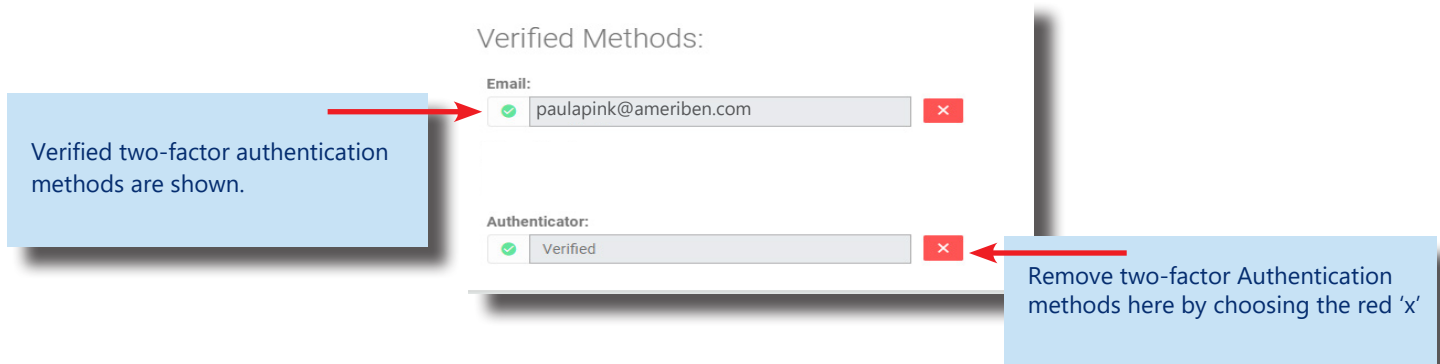 Verified Methods:
Email:
paulapink@ameriben.com
Verified two-factor authentication
methods are shown.
Authenticator:
Verified
Remove two-factor Authentication
methods here by choosing the red ‘x’